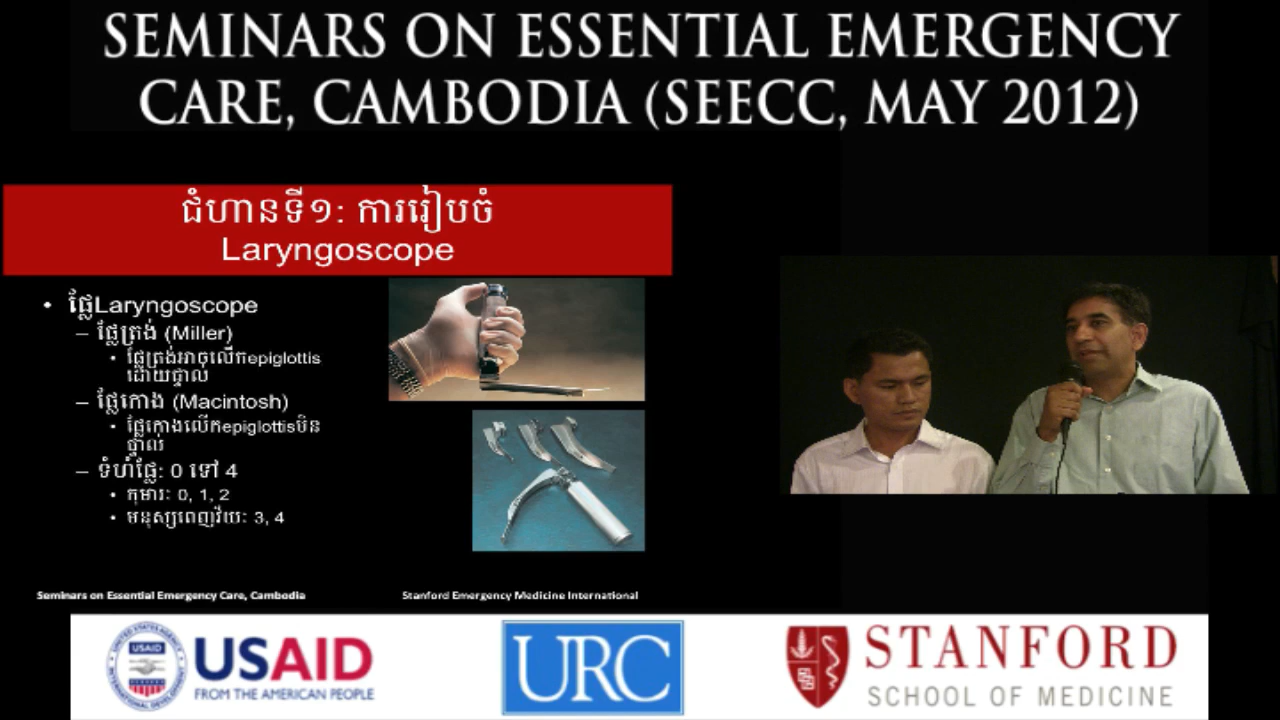 SEMINARS ON ESSENTIAL EMERGENCY
CARE, CAMBODIA (SEECC, MAY 2012)
ជំហានទី១: ការរៀបចំ
Laryngoscope
• ផ្លែLaryngoscope
– ផ្លែត្រង់ (Miller)
• ផ្លែត្រង់អាចលើកepiglottis
ដោយផ្ទាល់
– ផ្លែកោង (Macintosh)
• ផ្លែកោងលើកepiglottisមិន
ផ្ទាល់
– ទំហំផ្លែ: 0 ទៅ 4
• កុមារ: 0, 1, 2
• មនុស្សពេញវ័យ: 3, 4
Seminars on Essential Emergency Care, Cambodia
Stanford Emergency Medicine International
USAID
USAID
FROM THE AMERICAN PEOPLE
URC
STANFORD
SCHOOL OF MEDICINE